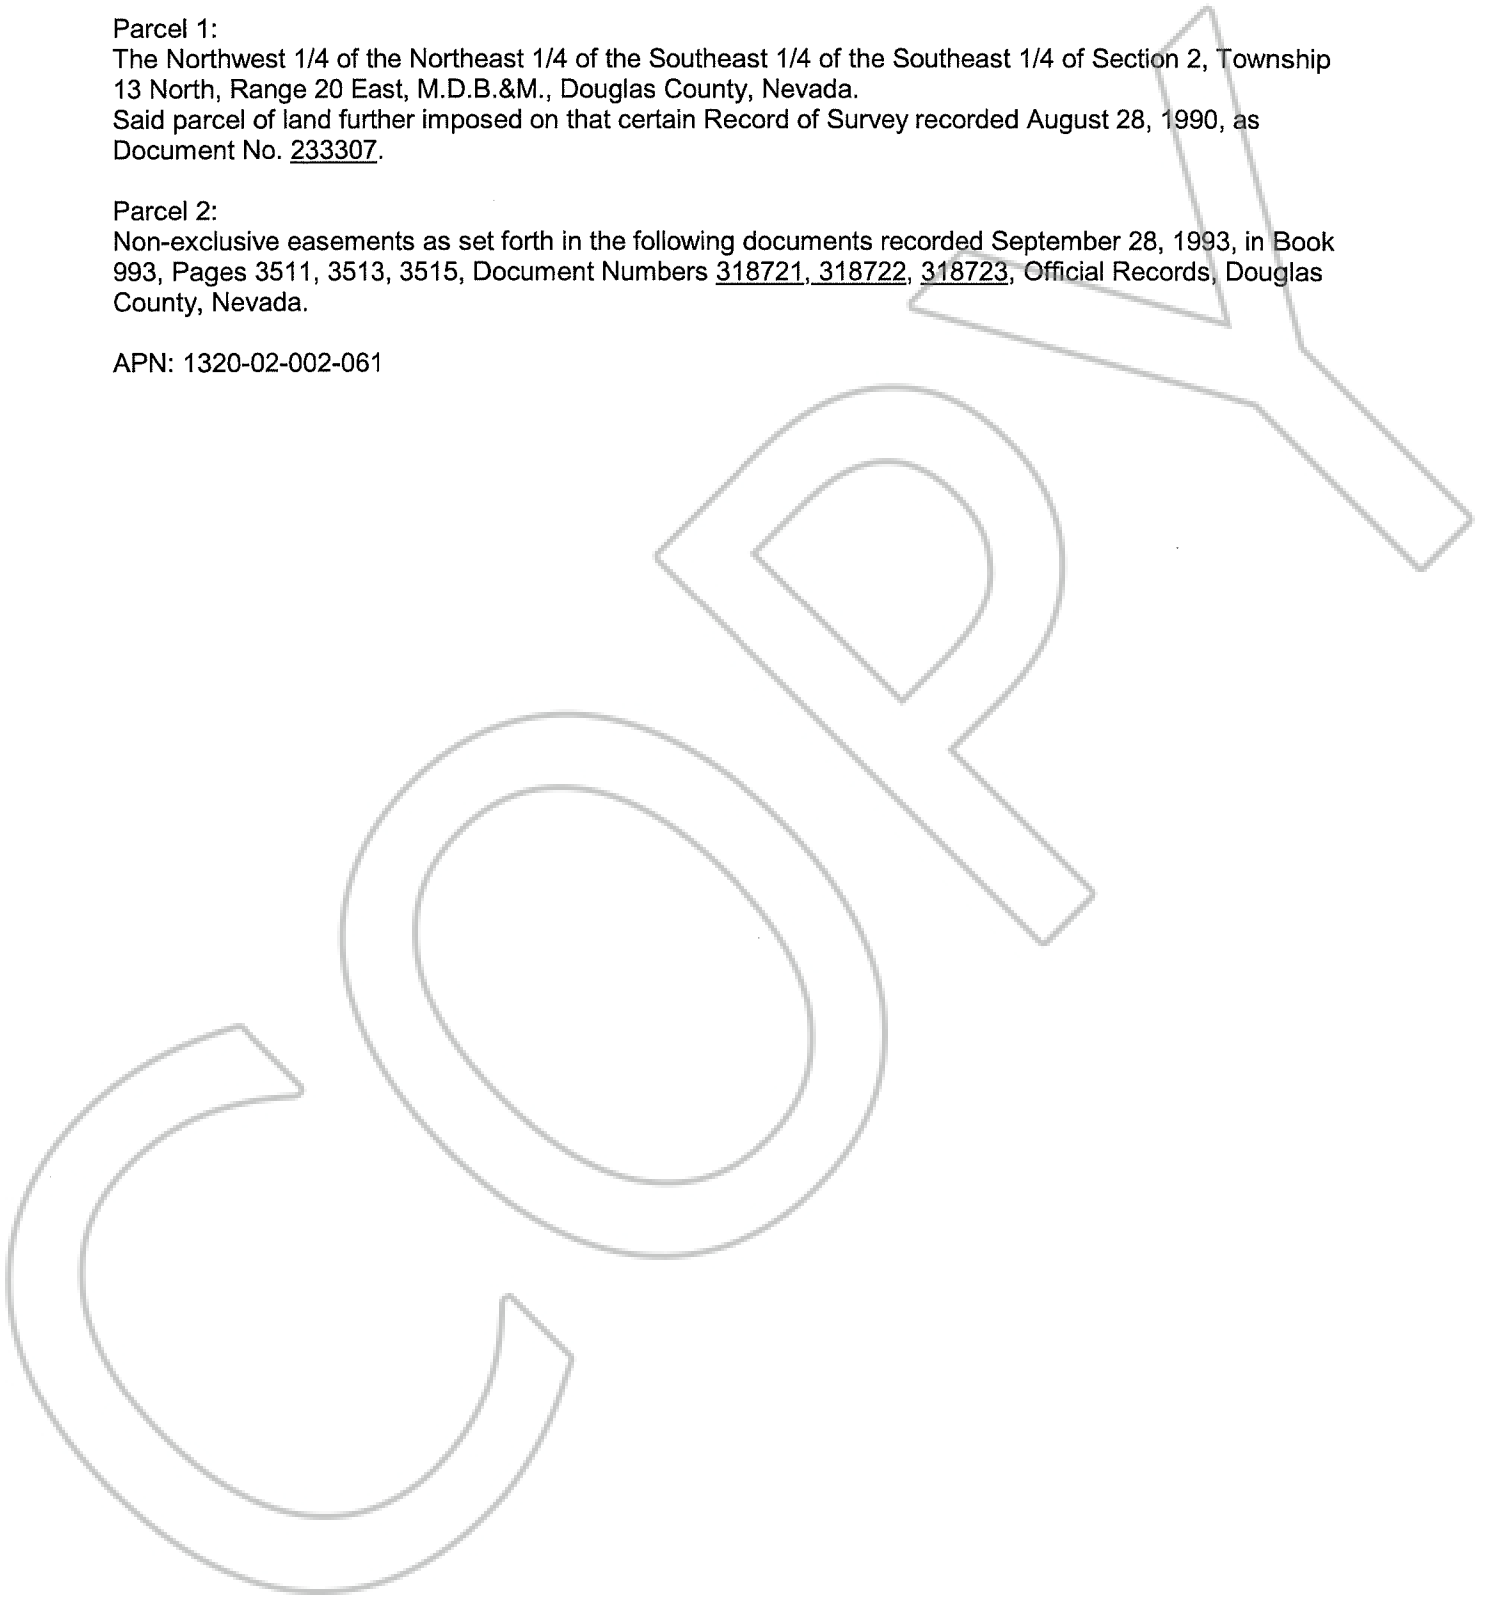 Parcel 1:
The Northwest 1/4 of the Northeast 1/4 of the Southeast 1/4 of the Southeast 1/4 of Section 2, Township
13 North, Range 20 East, M.D.B.&M., Douglas County, Nevada.
Said parcel of land further imposed on that certain Record of Survey recorded August 28, 1990, as
Document No. 233307.
Parcel 2:
Non-exclusive easements as set forth in the following documents recorded September 28, 1993, in Book
993, Pages 3511, 3513, 3515, Document Numbers 318721, 318722, 318723, Official Records, Douglas
County, Nevada.
APN: 1320-02-002-061
COPY